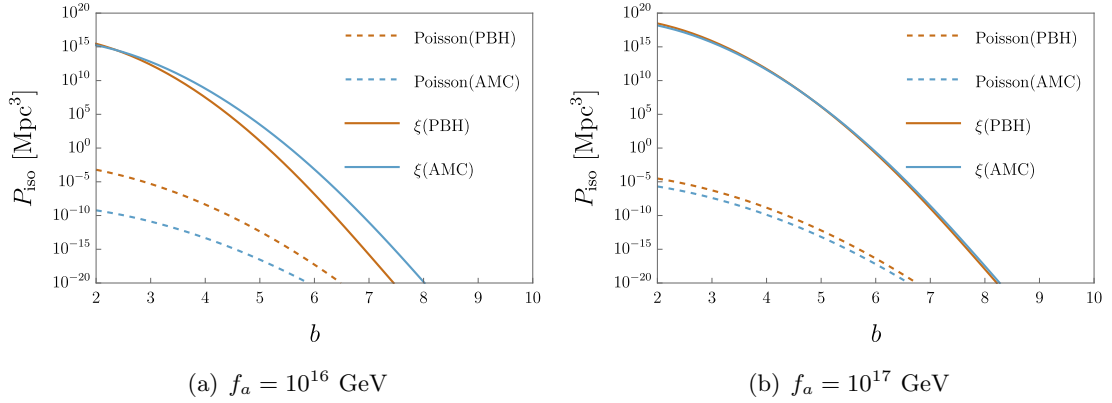 10^20
10^15
10^10
10^5
10^0
10^−5
10^−10
10^−15
10^−20
P_iso [Mpc^3]
Poisson(PBH)
Poisson(AMC)
ξ(PBH)
ξ(AMC)
2 3 4 5 6 7 8 9 10
b
(a) f_a = 10^16 GeV
10^20
10^15
10^10
10^5
10^0
10^−5
10^−10
10^−15
10^−20
P_iso [Mpc^3]
Poisson(PBH)
Poisson(AMC)
ξ(PBH)
ξ(AMC)
2 3 4 5 6 7 8 9 10
b
(b) f_a = 10^17 GeV